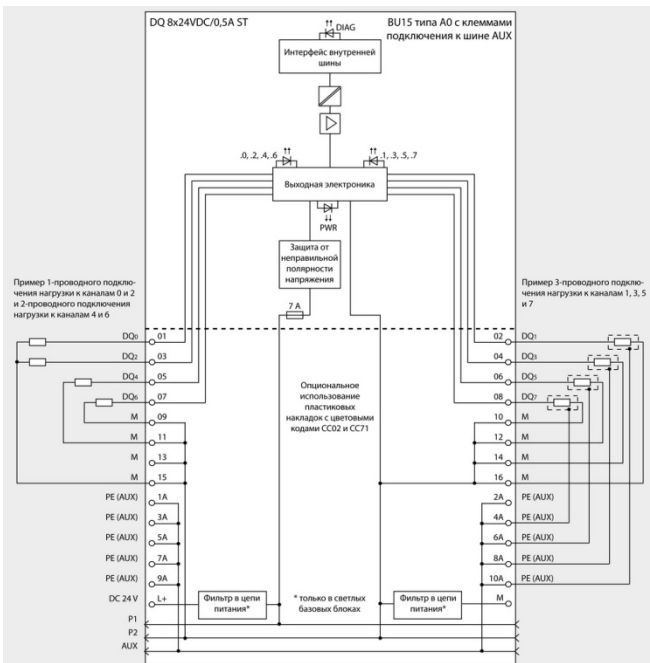 DQ 8x24VDC/0,5A ST
BU15 типа A0 с клеммами
подключения к шине AUX
DIAG
Интерфейс внутренней
шины
.0, .2, .4, .6
.1, .3, .5, .7
Выходная электроника
PWR
Защита от
неправильной
полярности
напряжения
7 A
Пример 1-проводного подклю-
чения нагрузки к каналам 0 и 2
и 2-проводного подключения
нагрузки к каналам 4 и 6
Пример 3-проводного подклю-
чения нагрузки к каналам 1, 3, 5
и 7
DQ0 01
02 DQ1
DQ2 03
04 DQ3
DQ4 05
06 DQ5
DQ6 07
08 DQ7
M 09
10 M
M 11
12 M
M 13
14 M
M 15
16 M
Опциональное
использование
пластиковых
накладок с цветовыми
кодами CC02 и CC71
PE (AUX) 1A
2A PE (AUX)
PE (AUX) 3A
4A PE (AUX)
PE (AUX) 5A
6A PE (AUX)
PE (AUX) 7A
8A PE (AUX)
PE (AUX) 9A
10A PE (AUX)
DC 24 V L+
Фильтр в цепи
питания*
* только в светлых
базовых блоках
Фильтр в цепи
питания*
M
P1
P2
AUX